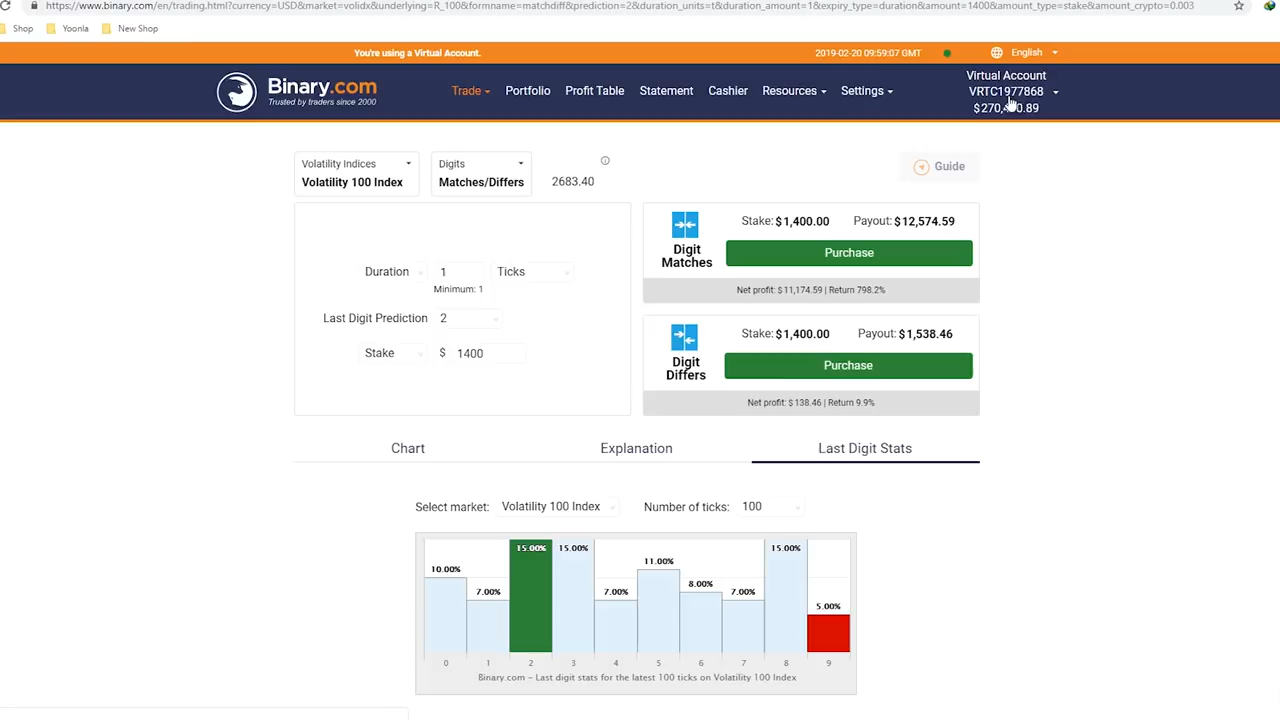 https://www.binary.com/en/trading.html?currency=USD&market=volidx&underlying=R_100&formname=matchdiff&prediction=2&duration_units=t&duration_amount=1&expiry_type=duration&amount=1400&amount_type=stake&amount_crypto=0.003
Shop Yoonla New Shop
You're using a Virtual Account. 2019-02-20 09:59:07 GMT English
Binary.com
Trusted by traders since 2000
Trade Portfolio Profit Table Statement Cashier Resources Settings
Virtual Account
VRTC1977868
Volatility Indices
Volatility 100 Index
Digits
Matches/Differs
2683.40
Guide
Duration 1 Ticks
Minimum: 1
Last Digit Prediction 2
Stake $ 1400
Digit Matches
Stake: $ 1,400.00 Payout: $ 12,574.59
Purchase
Net profit: $ 11,174.59 | Return 798.2%
Digit Differs
Stake: $ 1,400.00 Payout: $ 1,538.46
Purchase
Net profit: $ 138.46 | Return 9.9%
Chart Explanation Last Digit Stats
Select market: Volatility 100 Index Number of ticks: 100
10.00% 7.00% 15.00% 15.00% 7.00% 11.00% 8.00% 7.00% 15.00% 5.00%
0 1 2 3 4 5 6 7 8 9
Binary.com – Last digit stats for the latest 100 ticks on Volatility 100 Index